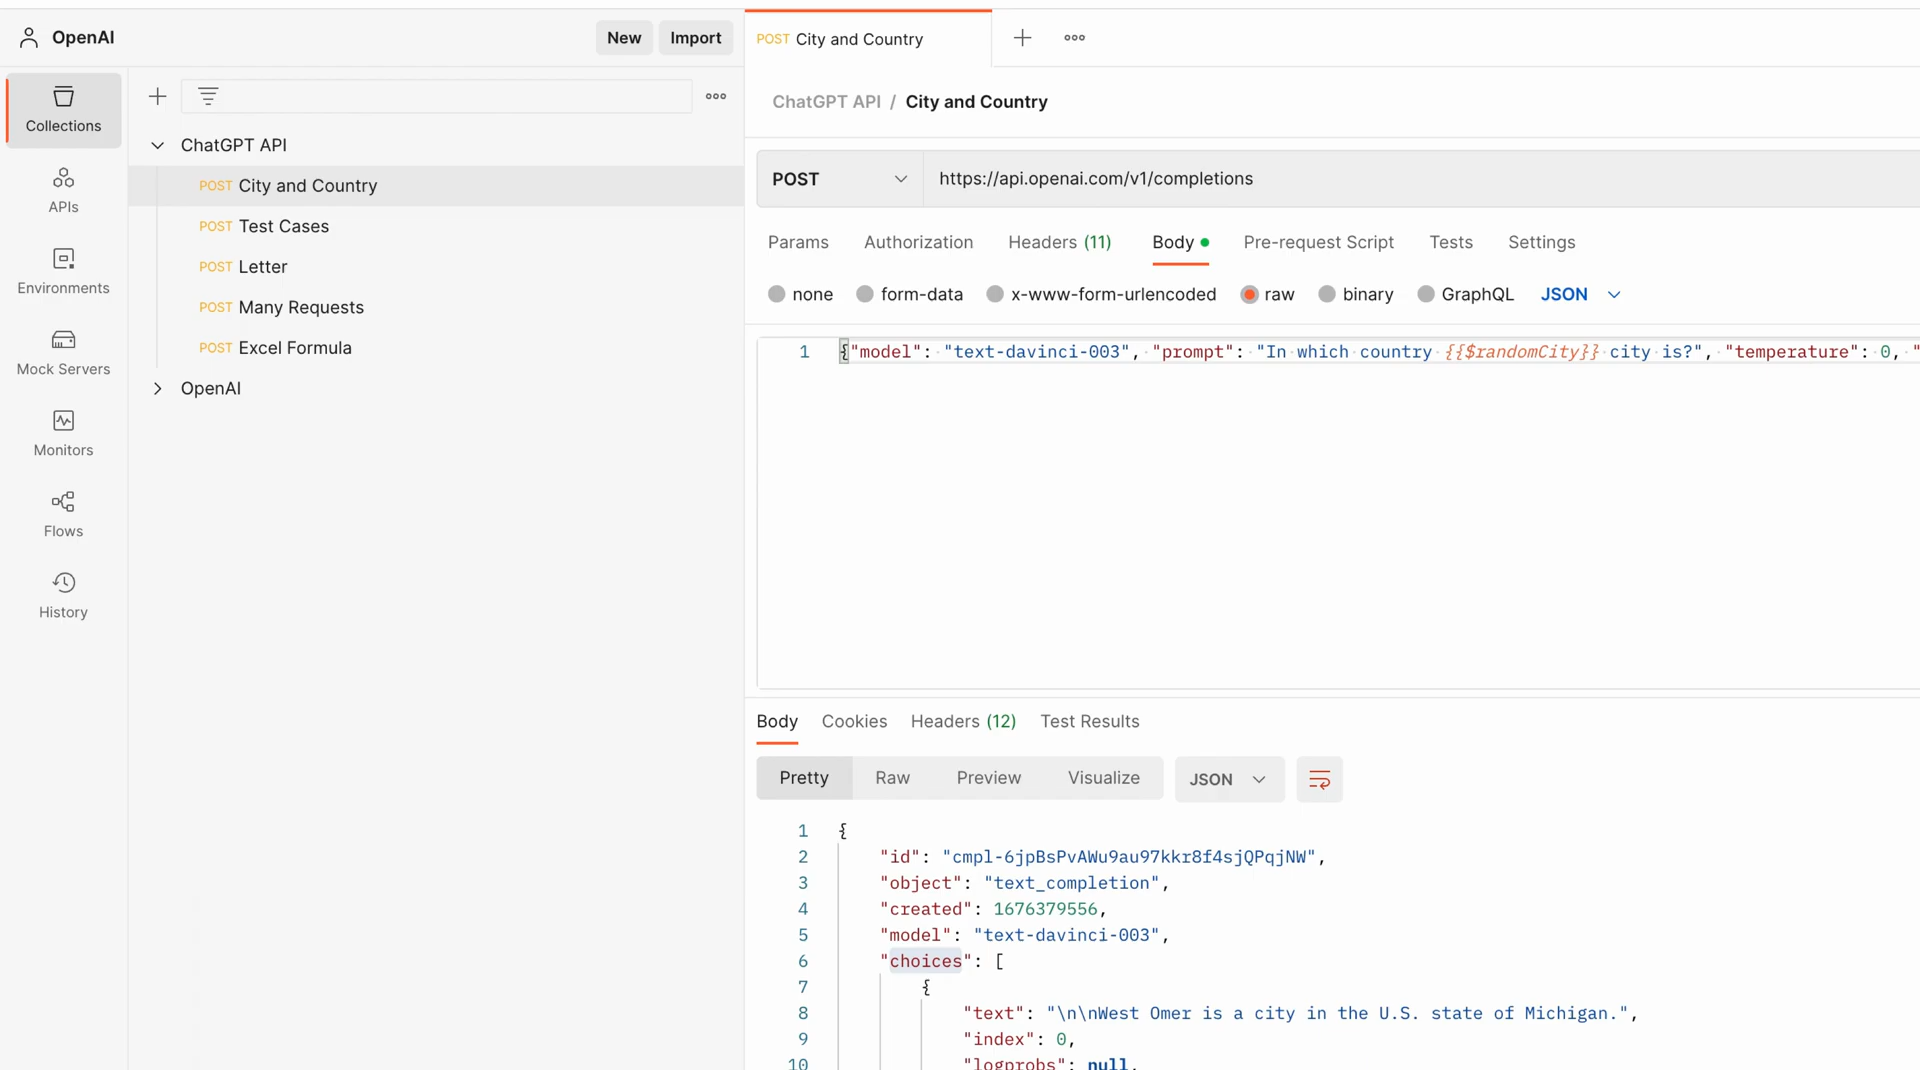 OpenAI
New
Import
POST City and Country
Collections
ChatGPT API / City and Country
ChatGPT API
POST City and Country
POST Test Cases
POST Letter
POST Many Requests
POST Excel Formula
OpenAI
APIs
Environments
Mock Servers
Monitors
Flows
History
POST
https://api.openai.com/v1/completions
Params Authorization Headers (11) Body Pre-request Script Tests Settings
none form-data x-www-form-urlencoded raw binary GraphQL JSON
1 {"model": "text-davinci-003", "prompt": "In which country {{$randomCity}} city is?", "temperature": 0, "
Body Cookies Headers (12) Test Results
Pretty Raw Preview Visualize JSON
1 {
2 "id": "cmpl-6jpBsPvAWu9au97kkr8f4sjQPqjNW",
3 "object": "text_completion",
4 "created": 1676379556,
5 "model": "text-davinci-003",
6 "choices": [
7 {
8 "text": "\n\nWest Omer is a city in the U.S. state of Michigan.",
9 "index": 0,
10 "logprobs": null,